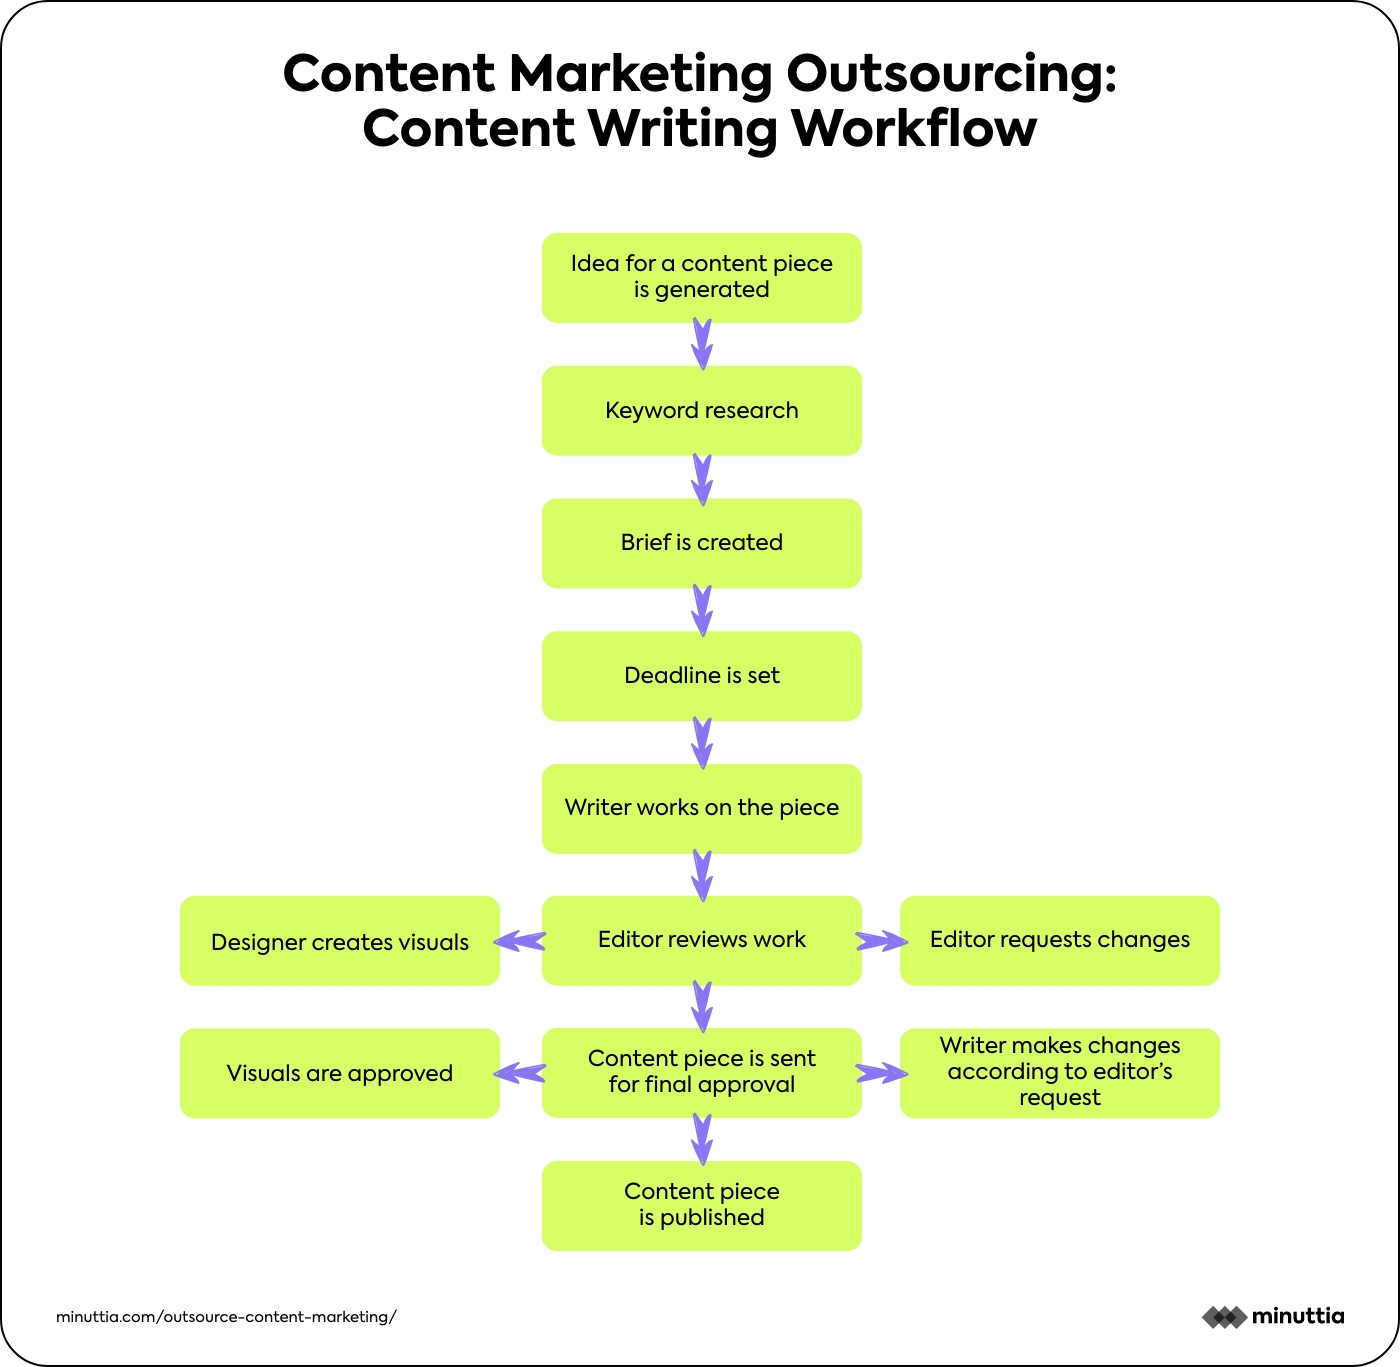 Content Marketing Outsourcing:
Content Writing Workflow
Idea for a content piece
is generated
Keyword research
Brief is created
Deadline is set
Writer works on the piece
Designer creates visuals
Editor reviews work
Editor requests changes
Visuals are approved
Content piece is sent
for final approval
Writer makes changes
according to editor’s
request
Content piece
is published
minuttia.com/outsource-content-marketing/
minuttia